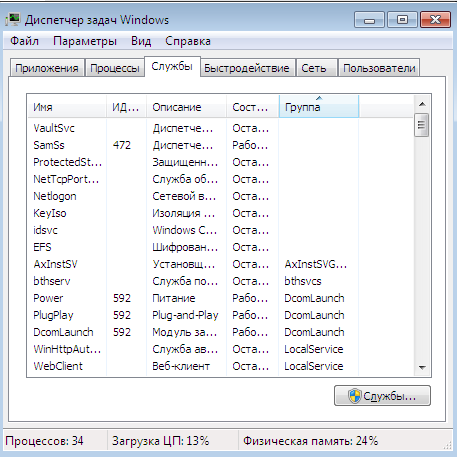 Диспетчер задач Windows
Файл Параметры Вид Справка
Приложения Процессы Службы Быстродействие Сеть Пользователи
Имя ИД... Описание Сост... Группа
VaultSvc Диспетче... Оста...
SamSs 472 Диспетче... Рабо...
ProtectedSt... Защищенн... Оста...
NetTcpPort... Служба об... Оста...
Netlogon Сетевой в... Оста...
KeyIso Изоляция ... Оста...
idsvc Windows C... Оста...
EFS Шифрован... Оста...
AxInstSV Установщ... Оста... AxInstSVG...
bthserv Служба по... Оста... bthsvcs
Power 592 Питание Рабо... DcomLaunch
PlugPlay 592 Plug-and-Play Рабо... DcomLaunch
DcomLaunch 592 Модуль за... Рабо... DcomLaunch
WinHttpAut... Служба ав... Оста... LocalService
WebClient Веб-клиент Оста... LocalService
Службы...
Процессов: 34 Загрузка ЦП: 13% Физическая память: 24%